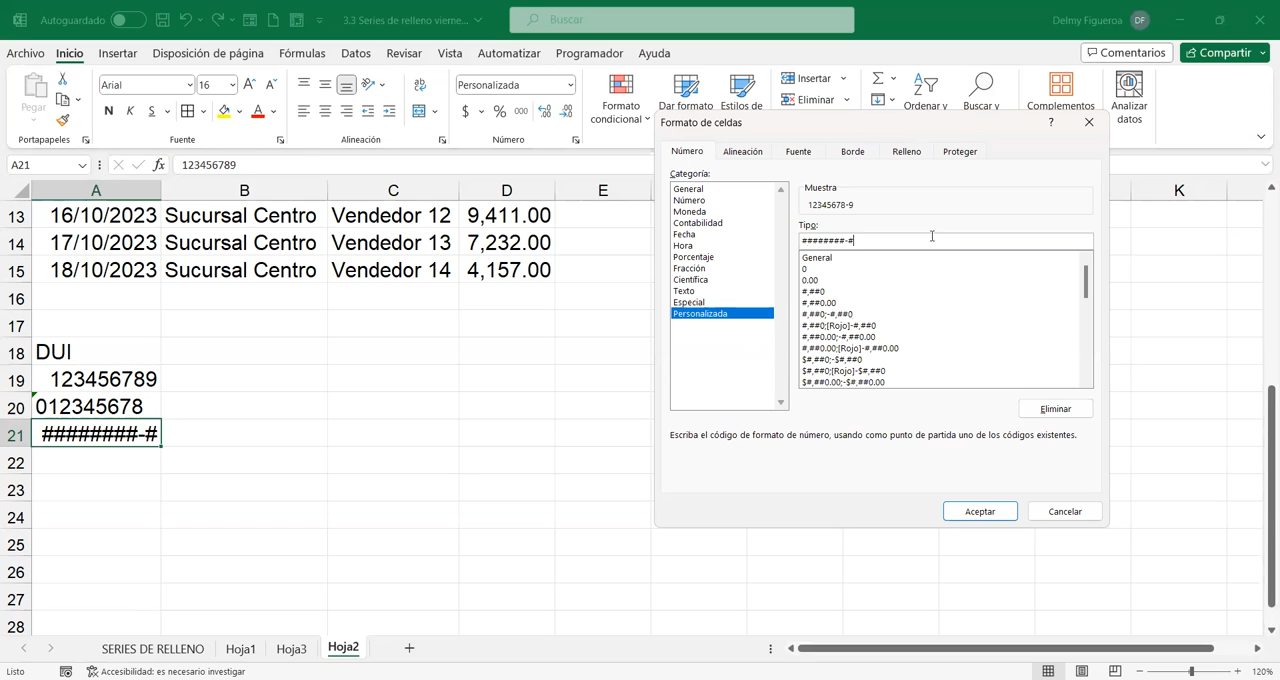 Autoguardado
3.3 Series de relleno vierne...
Buscar
Delmy Figueroa
DF
Archivo Inicio Insertar Disposición de página Fórmulas Datos Revisar Vista Automatizar Programador Ayuda
Comentarios
Compartir
Pegar
Portapapeles
Arial 16
N K S
Fuente
Alineación
Personalizada
$ % 000
Número
Formato condicional
Dar formato
Estilos de
Insertar
Eliminar
Ordenar y
Buscar y
Complementos
Analizar datos
A21
fx
123456789
A B C D E K
13 16/10/2023 Sucursal Centro Vendedor 12 9,411.00
14 17/10/2023 Sucursal Centro Vendedor 13 7,232.00
15 18/10/2023 Sucursal Centro Vendedor 14 4,157.00
16
17
18 DUI
19 123456789
20 012345678
21 ########-#
22
23
24
25
26
27
28
Formato de celdas
? 
Número Alineación Fuente Borde Relleno Proteger
Categoría:
General
Número
Moneda
Contabilidad
Fecha
Hora
Porcentaje
Fracción
Científica
Texto
Especial
Personalizada
Muestra
12345678-9
Tipo:
########-#
General
0
0.00
#,##0
#,##0.00
#,##0;-#,##0
#,##0;[Rojo]-#,##0
#,##0.00;-#,##0.00
#,##0.00;[Rojo]-#,##0.00
$#,##0;-$#,##0
$#,##0;[Rojo]-$#,##0
$#,##0.00;-$#,##0.00
Eliminar
Escriba el código de formato de número, usando como punto de partida uno de los códigos existentes.
Aceptar
Cancelar
SERIES DE RELLENO Hoja1 Hoja3 Hoja2
Listo
Accesibilidad: es necesario investigar
120%